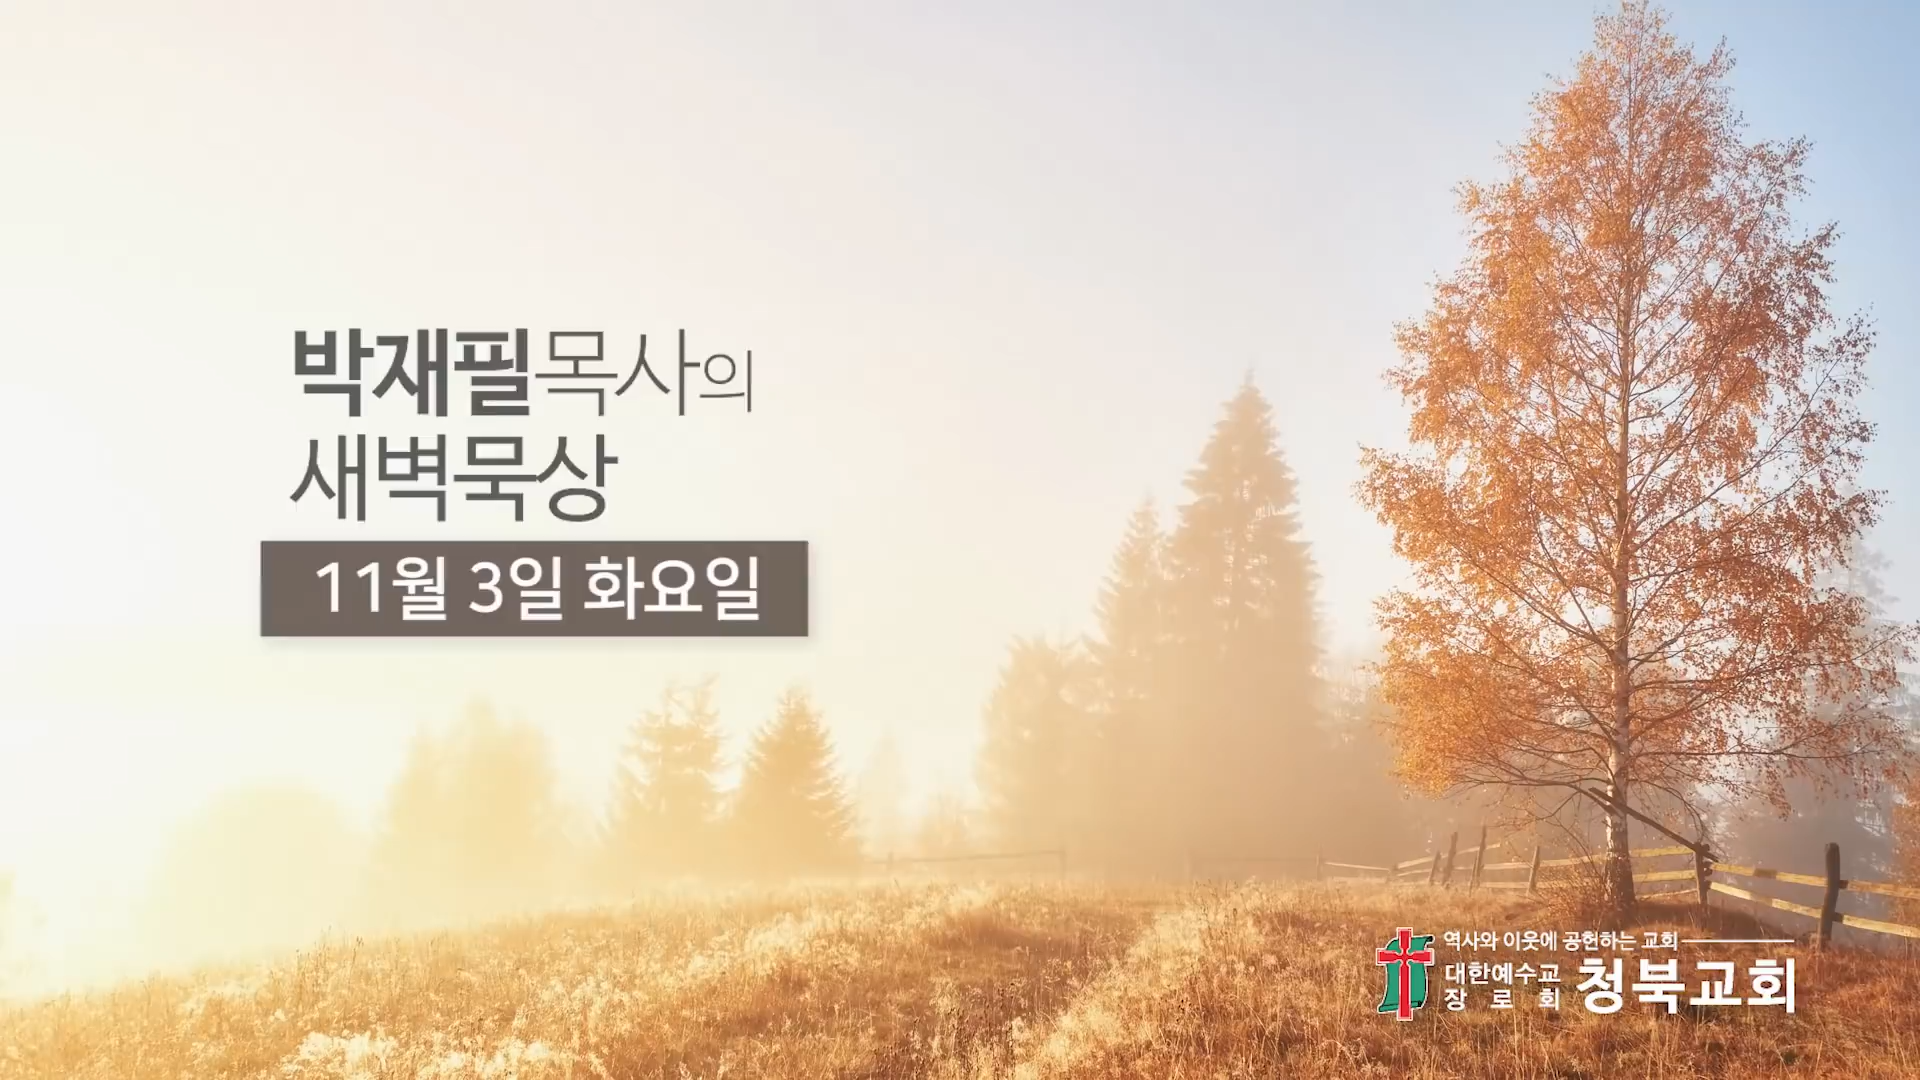 박재필목사의
새벽묵상
11월 3일 화요일
역사와 이웃에 공헌하는 교회
대한예수교
장로회
청북교회